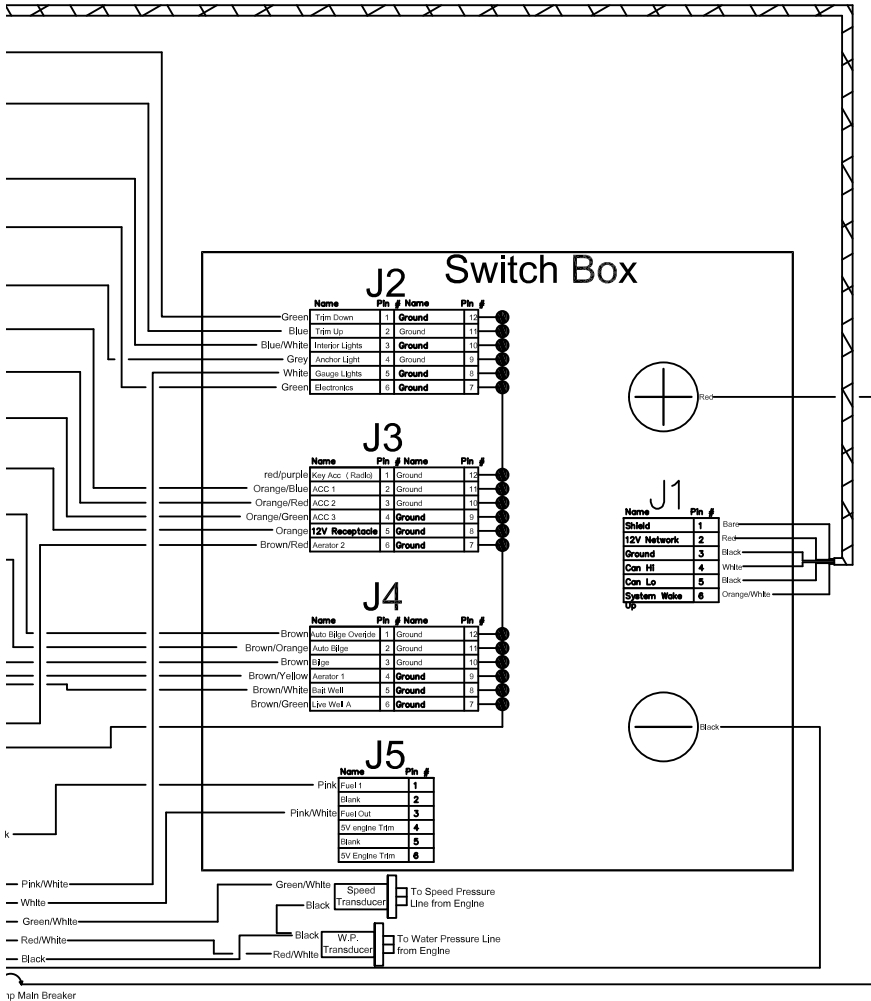 Switch Box
J2
Name Pin # Name Pin #
Green Trim Down 1 Ground 12
Blue Trim Up 2 Ground 11
Blue/White Interior Lights 3 Ground 10
Grey Anchor Light 4 Ground 9
White Gauge Lights 5 Ground 8
Green Electronics 6 Ground 7
Red
J3
Name Pin # Name Pin #
red/purple Key Acc ( Radio) 1 Ground 12
Orange/Blue ACC 1 2 Ground 11
Orange/Red ACC 2 3 Ground 10
Orange/Green ACC 3 4 Ground 9
Orange 12V Receptacle 5 Ground 8
Brown/Red Aerator 2 6 Ground 7
J1
Name Pin #
Shield 1 Bare
12V Network 2 Red
Ground 3 Black
Can Hi 4 White
Can Lo 5 Black
System Wake Up 6 Orange/White
J4
Name Pin # Name Pin #
Brown Auto Bilge Overide 1 Ground 12
Brown/Orange Auto Bilge 2 Ground 11
Brown Bilge 3 Ground 10
Brown/Yellow Aerator 1 4 Ground 9
Brown/White Bait Well 5 Ground 8
Brown/Green Live Well A 6 Ground 7
Black
J5
Name Pin #
Pink Fuel 1 1
Blank 2
Pink/White Fuel Out 3
5V engine Trim 4
Blank 5
5V Engine Trim 6
Pink/White
White
Green/White
Red/White
Black
Green/White
Black
Speed
Transducer
To Speed Pressure
Line from Engine
Black
Red/White
W.P.
Transducer
To Water Pressure Line
from Engine
Main Breaker